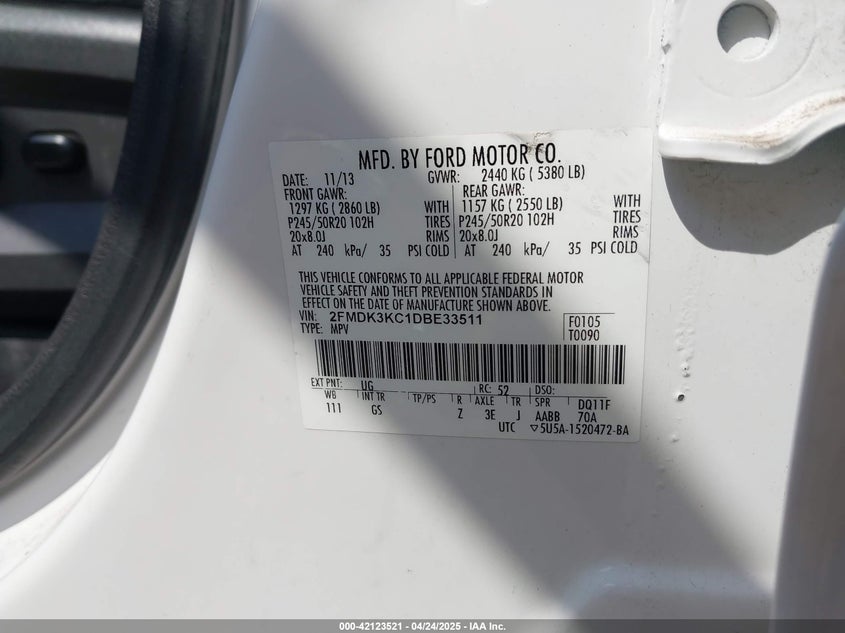 MFD. BY FORD MOTOR CO.
DATE: 11/13 GVWR: 2440 KG ( 5380 LB)
FRONT GAWR: REAR GAWR:
1297 KG ( 2860 LB) WITH 1157 KG ( 2550 LB) WITH
P245/50R20 102H TIRES P245/50R20 102H TIRES
20x8.0J RIMS 20x8.0J RIMS
AT 240 kPa/ 35 PSI COLD AT 240 kPa/ 35 PSI COLD
THIS VEHICLE CONFORMS TO ALL APPLICABLE FEDERAL MOTOR
VEHICLE SAFETY AND THEFT PREVENTION STANDARDS IN
EFFECT ON THE DATE OF MANUFACTURE SHOWN ABOVE.
VIN: 2FMDK3KC1DBE33511 F0105
TYPE: MPV T0090
EXT PNT: UG RC: 52 DSO:
WB INT TR TP/PS R AXLE TR SPR DQ11F
111 GS Z 3E J AABB 70A
UTC ▽5U5A-1520472-BA
000-42123521 - 04/24/2025 - IAA Inc.